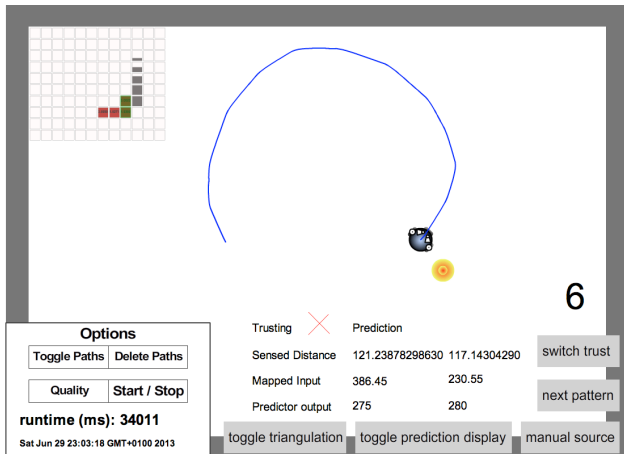 6
Trusting Prediction
Sensed Distance 121.23878298630 117.14304290
Mapped Input 386.45 230.55
Predictor output 275 280
switch trust
next pattern
Options
Toggle Paths Delete Paths
Quality Start / Stop
runtime (ms): 34011
Sat Jun 29 23:03:18 GMT+0100 2013
toggle triangulation toggle prediction display manual source